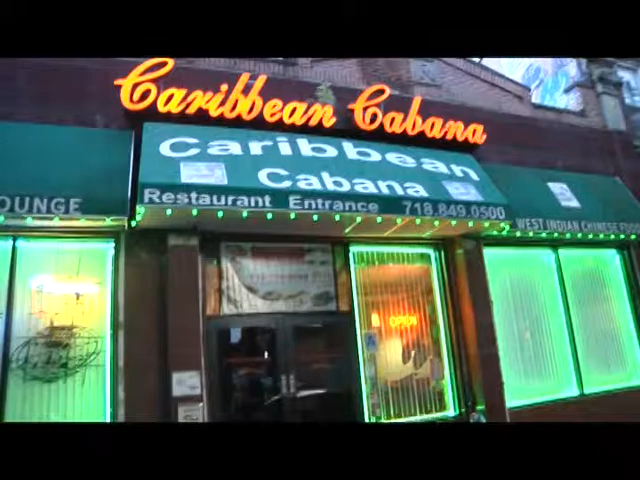 Caribbean Cabana
Caribbean
Cabana
Restaurant Entrance 718.849.0500
OUNGE
WEST INDIAN CHINESE FOOD
OPEN